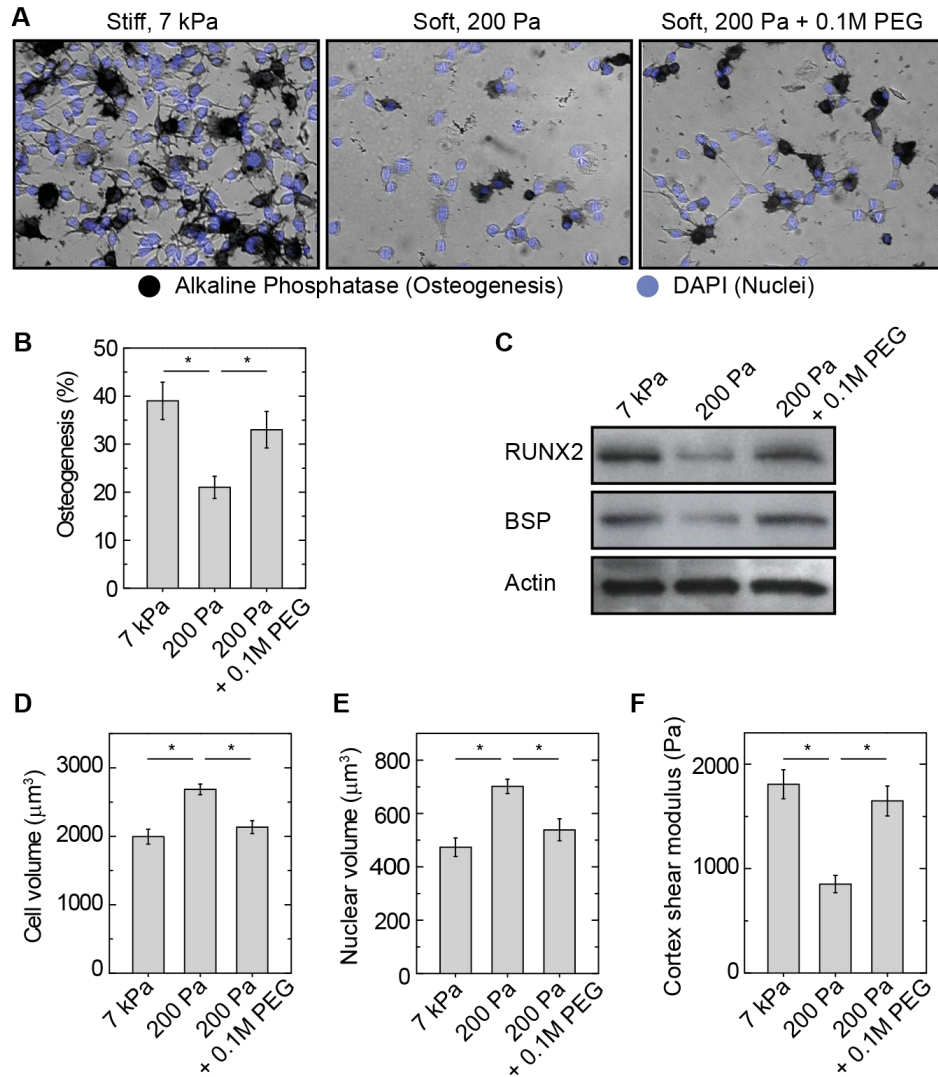 A
Stiff, 7 kPa
Soft, 200 Pa
Soft, 200 Pa + 0.1M PEG
Alkaline Phosphatase (Osteogenesis)
DAPI (Nuclei)
B
Osteogenesis (%)
50
40
30
20
10
0
*
*
7 kPa
200 Pa
200 Pa
+ 0.1M PEG
C
7 kPa
200 Pa
200 Pa
+ 0.1M PEG
RUNX2
BSP
Actin
D
Cell volume (μm³)
3000
2000
1000
0
*
*
7 kPa
200 Pa
200 Pa
+ 0.1M PEG
E
Nuclear volume (μm³)
800
600
400
200
0
*
*
7 kPa
200 Pa
200 Pa
+ 0.1M PEG
F
Cortex shear modulus (Pa)
2000
1000
0
*
*
7 kPa
200 Pa
200 Pa
+ 0.1M PEG